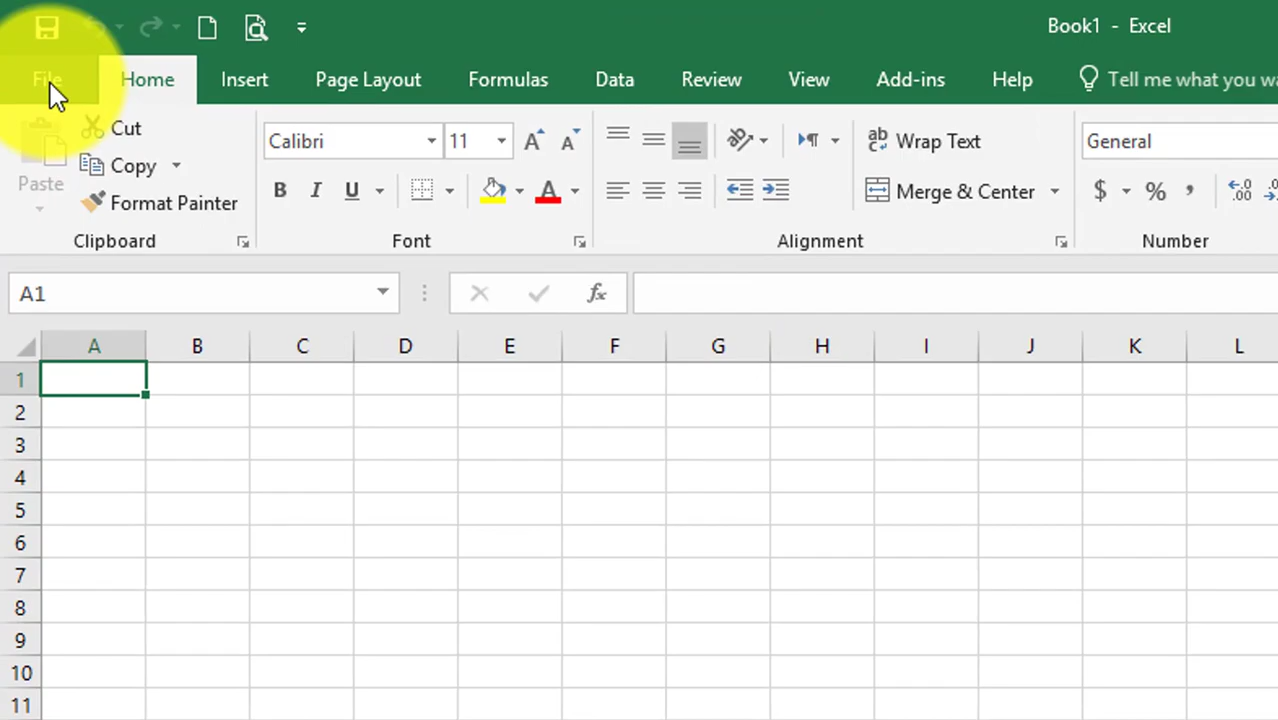 Book1 - Excel
File Home Insert Page Layout Formulas Data Review View Add-ins Help Tell me what you wa
Cut
Calibri 11 Wrap Text General
Paste Copy
B I U A Merge & Center $ % ,
Format Painter
Clipboard Font Alignment Number
A1 fx
A B C D E F G H I J K L
1
2
3
4
5
6
7
8
9
10
11